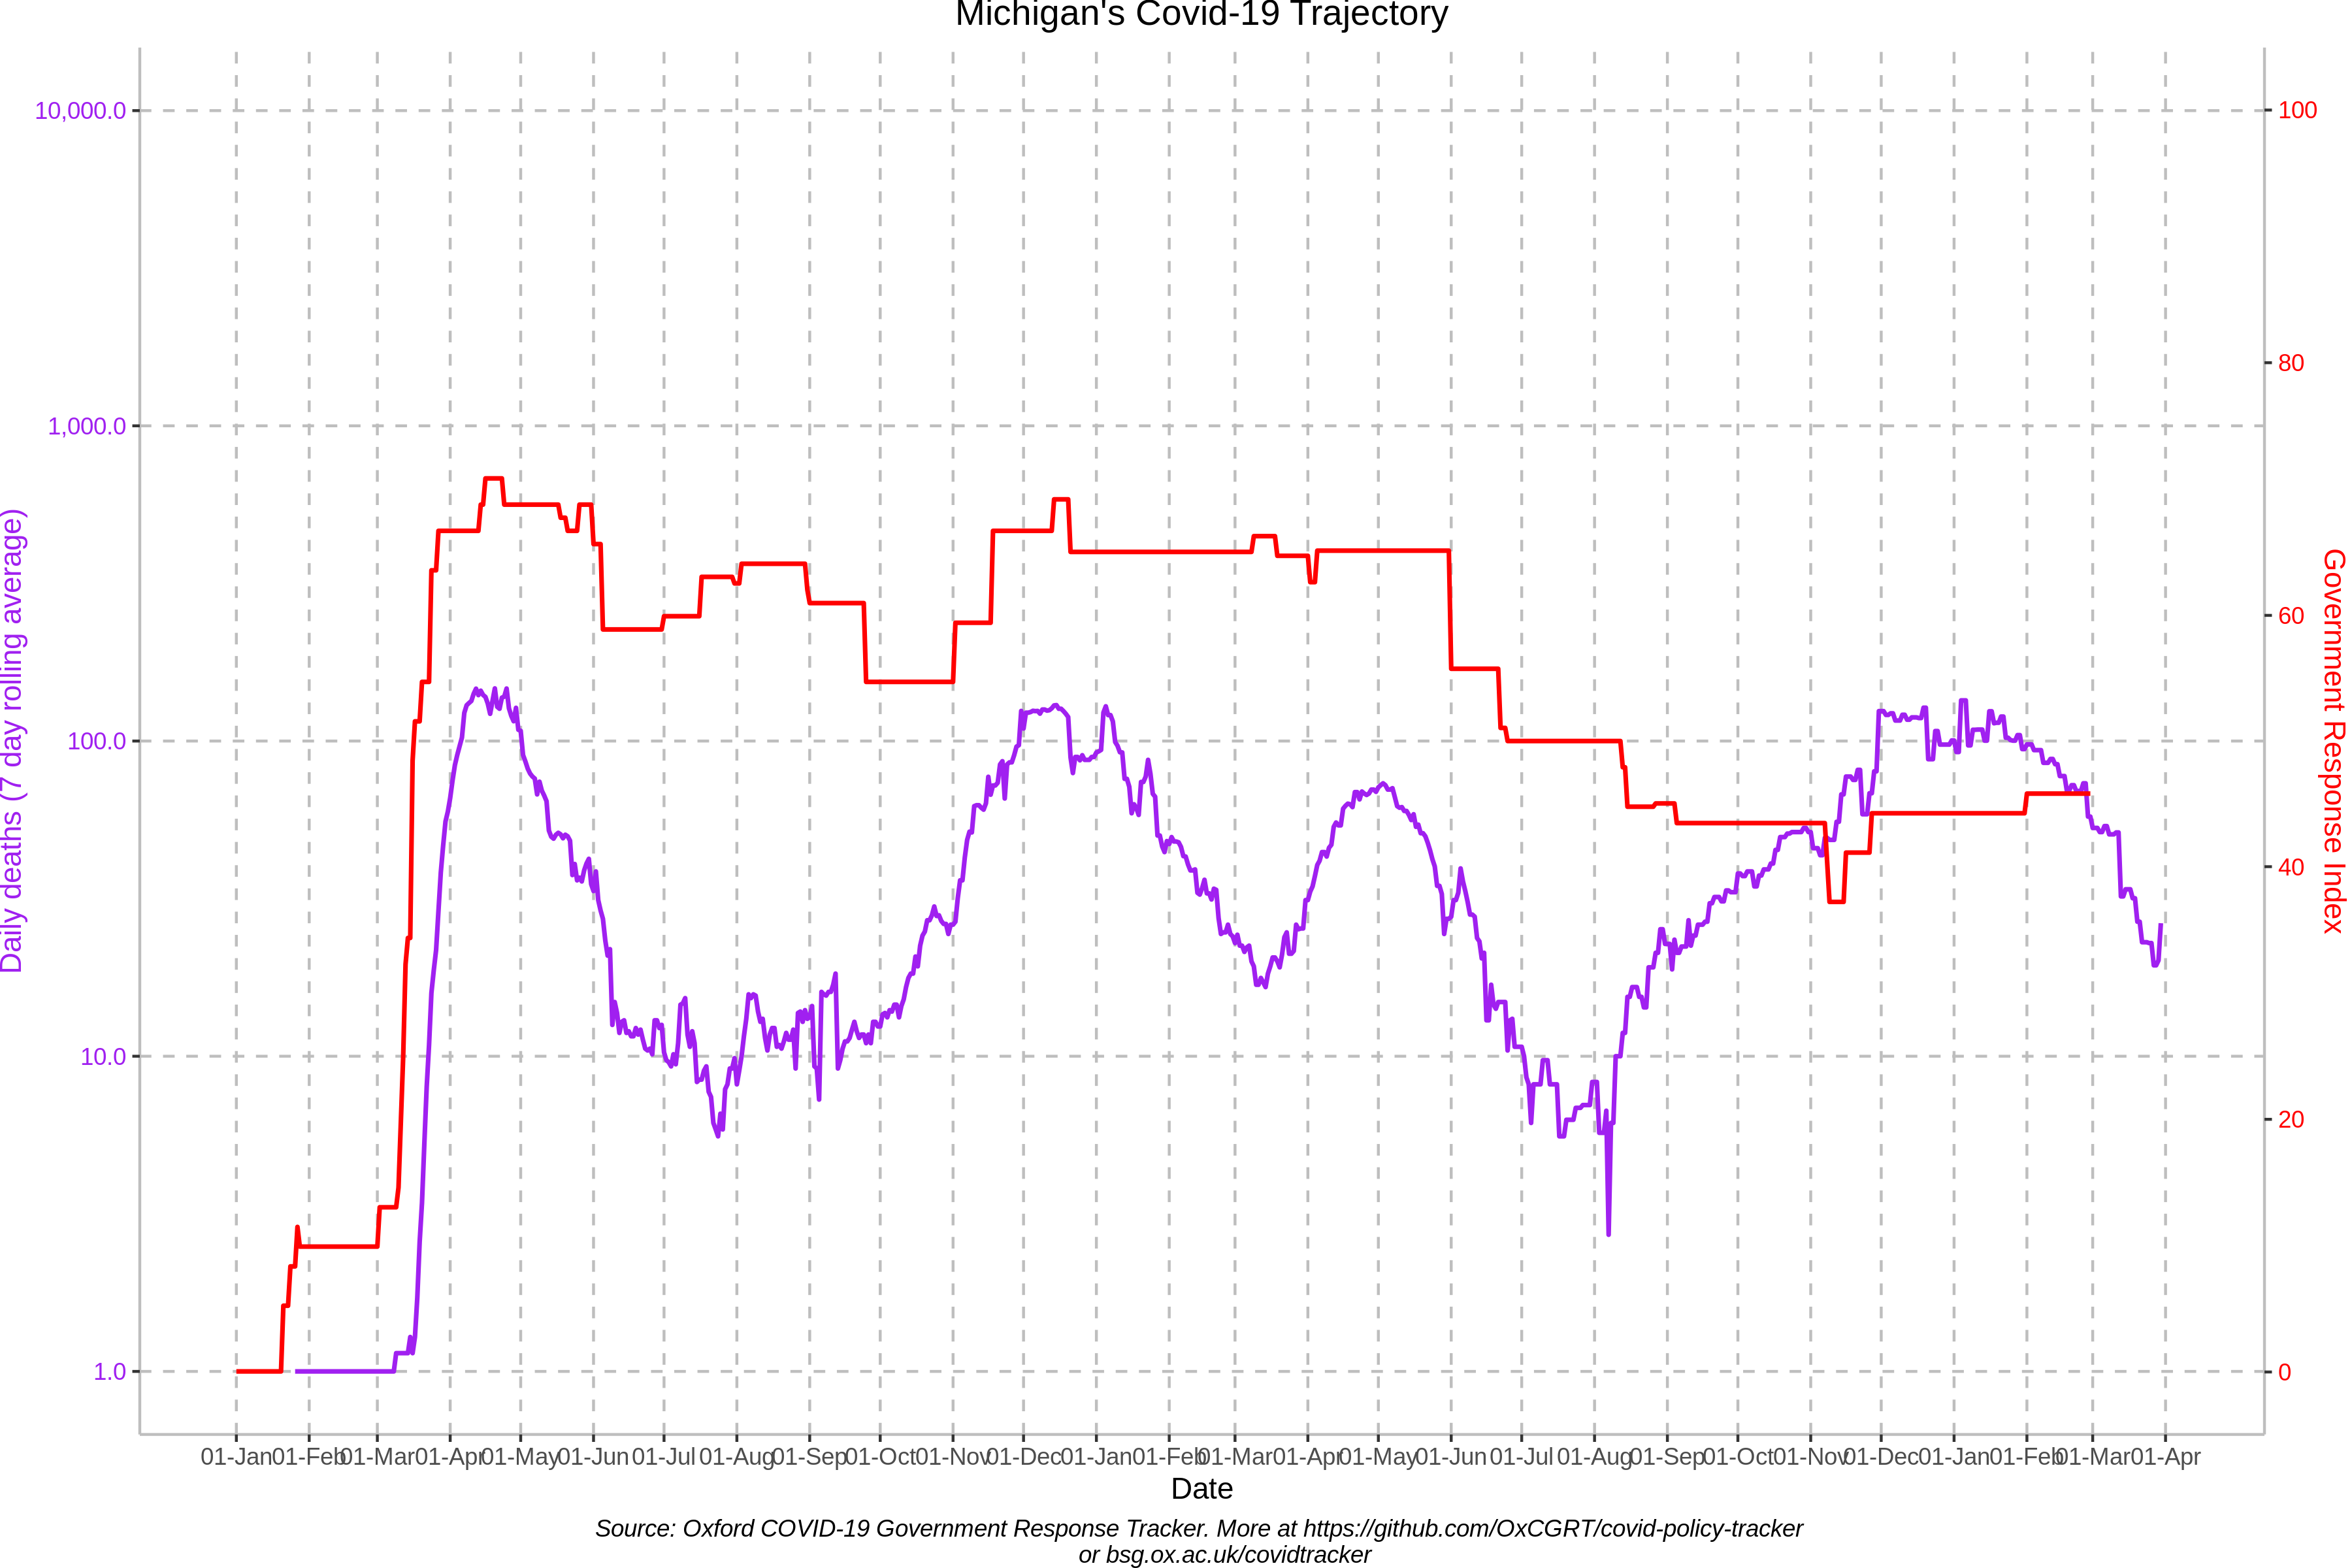 Michigan's Covid-19 Trajectory
10,000.0
1,000.0
100.0
10.0
1.0
Daily deaths (7 day rolling average)
100
80
60
40
20
0
Government Response Index
01-Jan 01-Feb 01-Mar 01-Apr 01-May 01-Jun 01-Jul 01-Aug 01-Sep 01-Oct 01-Nov 01-Dec 01-Jan 01-Feb 01-Mar 01-Apr 01-May 01-Jun 01-Jul 01-Aug 01-Sep 01-Oct 01-Nov 01-Dec 01-Jan 01-Feb 01-Mar 01-Apr
Date
Source: Oxford COVID-19 Government Response Tracker. More at https://github.com/OxCGRT/covid-policy-tracker
or bsg.ox.ac.uk/covidtracker